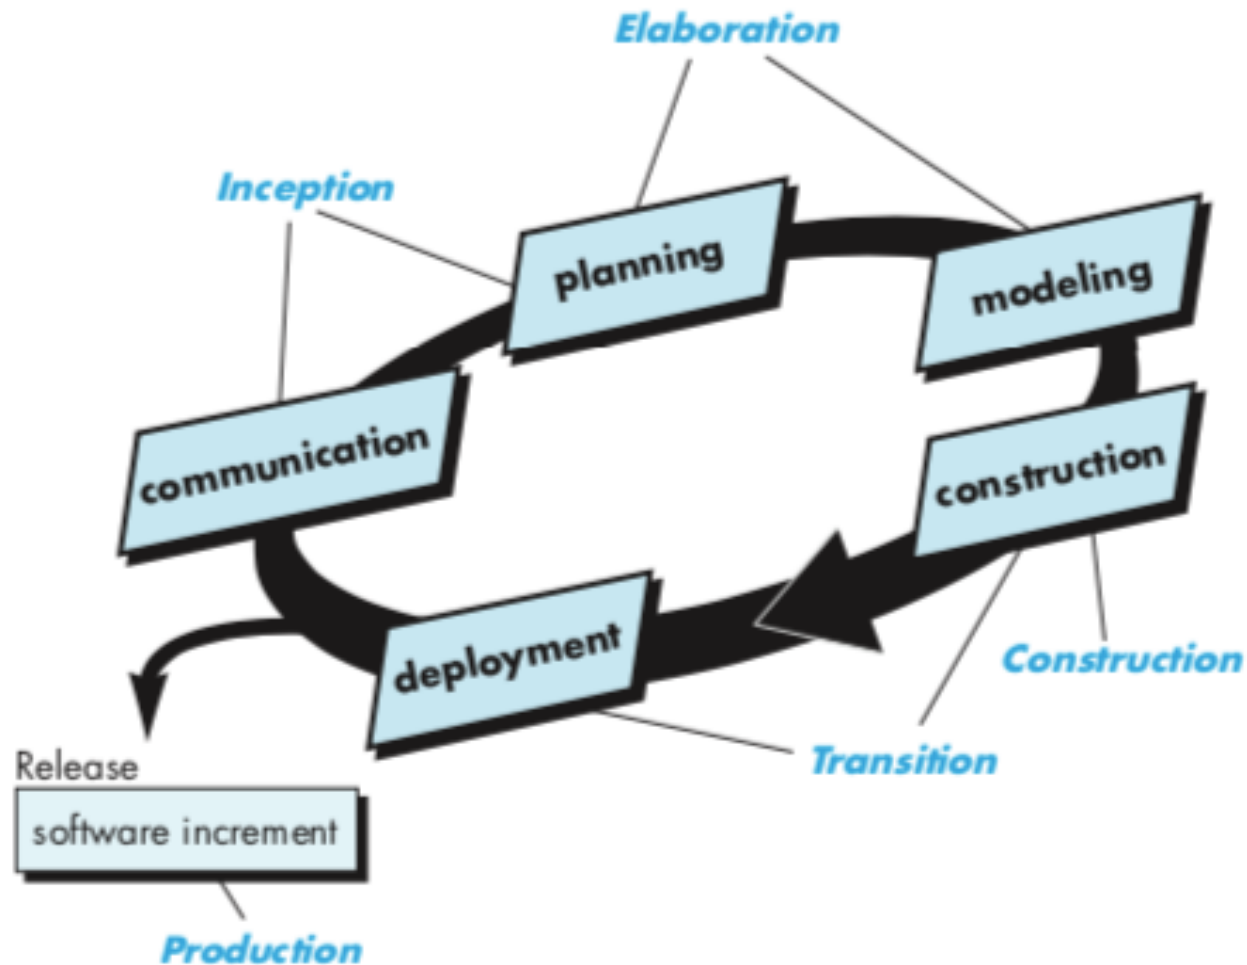 Elaboration
Inception
planning
modeling
communication
construction
deployment
Construction
Transition
Release
software increment
Production